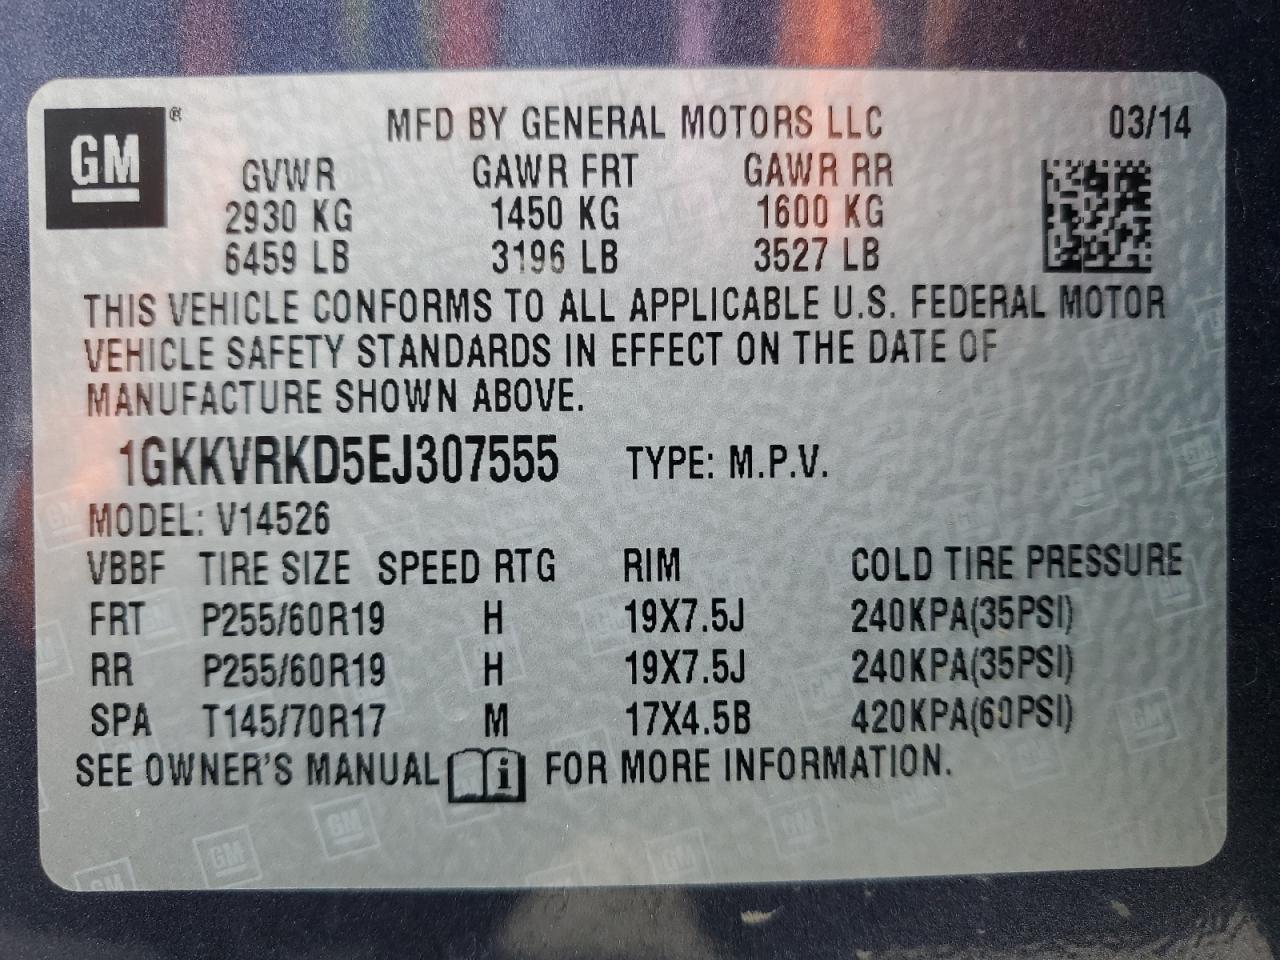 GM ® MFD BY GENERAL MOTORS LLC 03/14
GVWR GAWR FRT GAWR RR
2930 KG 1450 KG 1600 KG
6459 LB 3196 LB 3527 LB
THIS VEHICLE CONFORMS TO ALL APPLICABLE U.S. FEDERAL MOTOR
VEHICLE SAFETY STANDARDS IN EFFECT ON THE DATE OF
MANUFACTURE SHOWN ABOVE.
1GKKVRKD5EJ307555 TYPE: M.P.V.
MODEL: V14526
VBBF TIRE SIZE SPEED RTG RIM COLD TIRE PRESSURE
FRT P255/60R19 H 19X7.5J 240KPA(35PSI)
RR P255/60R19 H 19X7.5J 240KPA(35PSI)
SPA T145/70R17 M 17X4.5B 420KPA(60PSI)
SEE OWNER'S MANUAL i FOR MORE INFORMATION.